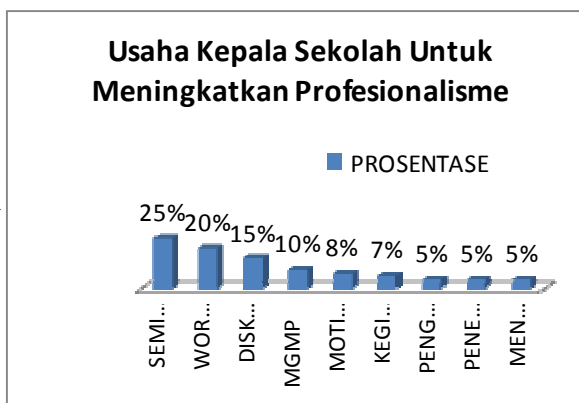 Usaha Kepala Sekolah Untuk
Meningkatkan Profesionalisme
PROSENTASE
25%
20%
15%
10%
8%
7%
5%
5%
5%
SEMI...
WOR...
DISK...
MGMP
MOTI...
KEGI...
PENG...
PENE...
MEN...